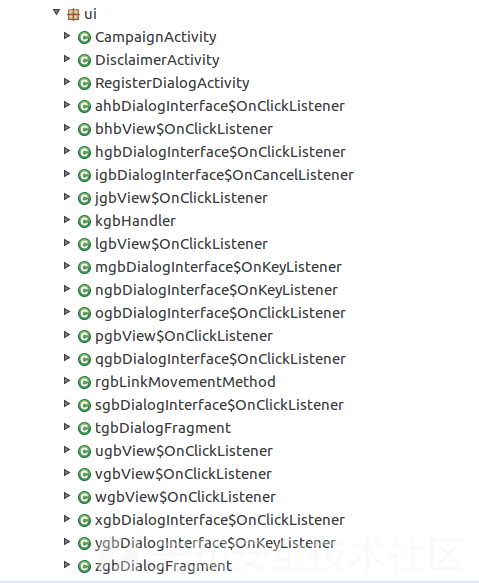 ui
CampaignActivity
DisclaimerActivity
RegisterDialogActivity
ahbDialogInterface$OnClickListener
bhbView$OnClickListener
hgbDialogInterface$OnClickListener
igbDialogInterface$OnCancelListener
jgbView$OnClickListener
kgbHandler
lgbView$OnClickListener
mgbDialogInterface$OnKeyListener
ngbDialogInterface$OnKeyListener
ogbDialogInterface$OnClickListener
pgbView$OnClickListener
qgbDialogInterface$OnClickListener
rgbLinkMovementMethod
sgbDialogInterface$OnClickListener
tgbDialogFragment
ugbView$OnClickListener
vgbView$OnClickListener
wgbView$OnClickListener
xgbDialogInterface$OnClickListener
ygbDialogInterface$OnKeyListener
zgbDialogFragment
安全技术社区